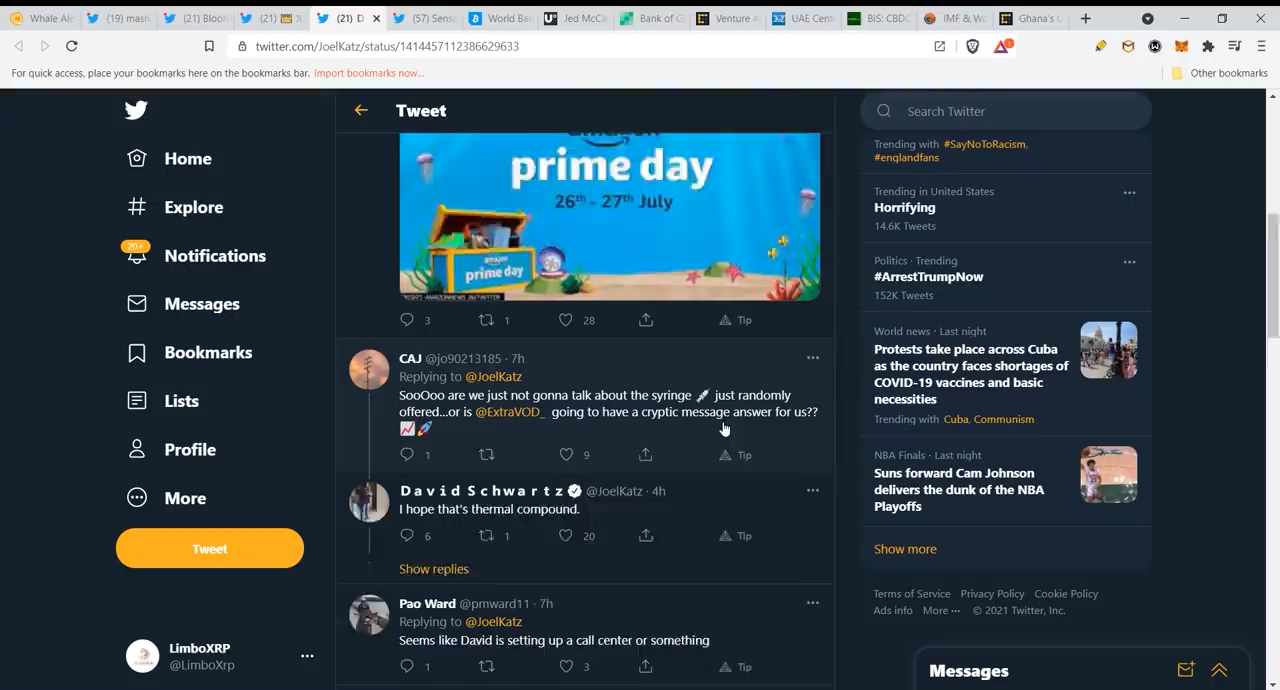 Whale Ale
(19) mash
(21) Bloon
(21)
(21) D
(57) Sense
World Ban
Jed McCa
Bank of G
Venture A
UAE Cent
BIS: CBDC
IMF & Wo
Ghana's C
twitter.com/JoelKatz/status/1414457112386629633
For quick access, place your bookmarks here on the bookmarks bar. Import bookmarks now...
Other bookmarks
Home
Explore
20+
Notifications
Messages
Bookmarks
Lists
Profile
More
Tweet
LimboXRP
@LimboXrp
Tweet
prime day
26th - 27th July
amazon
prime day
3
1
28
Tip
CAJ @jo90213185 · 7h
Replying to @JoelKatz
SooOoo are we just not gonna talk about the syringe 💉 just randomly
offered...or is @ExtraVOD_ going to have a cryptic message answer for us??
📈🚀
1
9
Tip
David Schwartz @JoelKatz · 4h
I hope that's thermal compound.
6
1
20
Tip
Show replies
Pao Ward @pmward11 · 7h
Replying to @JoelKatz
Seems like David is setting up a call center or something
1
3
Tip
Search Twitter
Trending with #SayNoToRacism,
#englandfans
Trending in United States
Horrifying
14.6K Tweets
Politics · Trending
#ArrestTrumpNow
152K Tweets
World news · Last night
Protests take place across Cuba
as the country faces shortages of
COVID-19 vaccines and basic
necessities
Trending with Cuba, Communism
NBA Finals · Last night
Suns forward Cam Johnson
delivers the dunk of the NBA
Playoffs
Show more
Terms of Service Privacy Policy Cookie Policy
Ads info More ··· © 2021 Twitter, Inc.
Messages